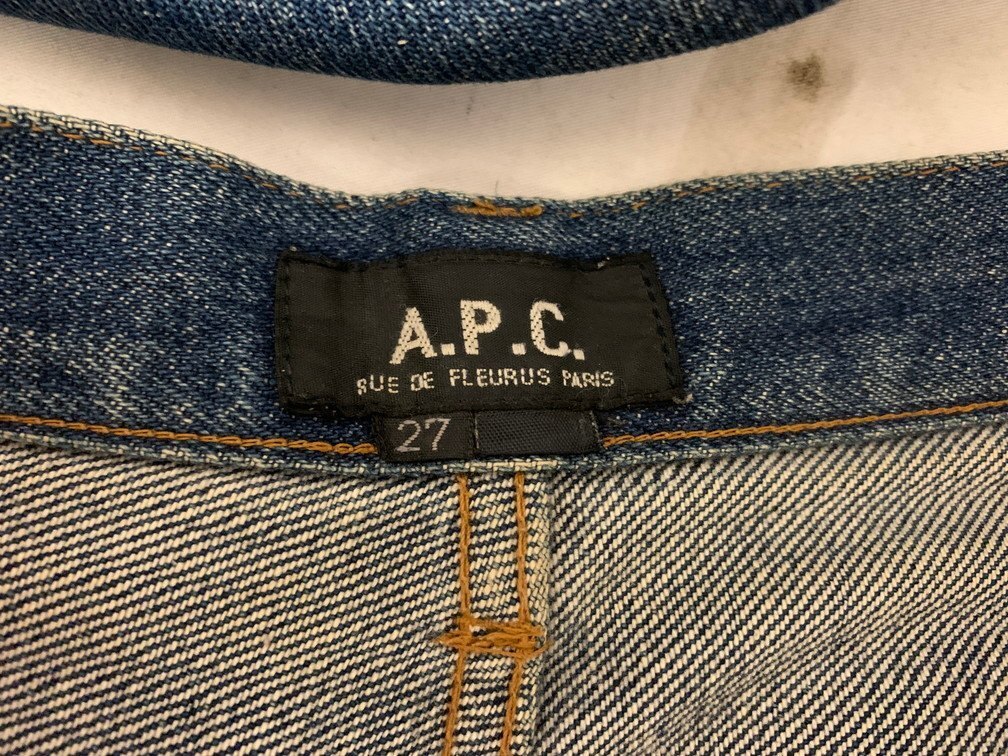 A.P.C.
RUE DE FLEURUS PARIS
27